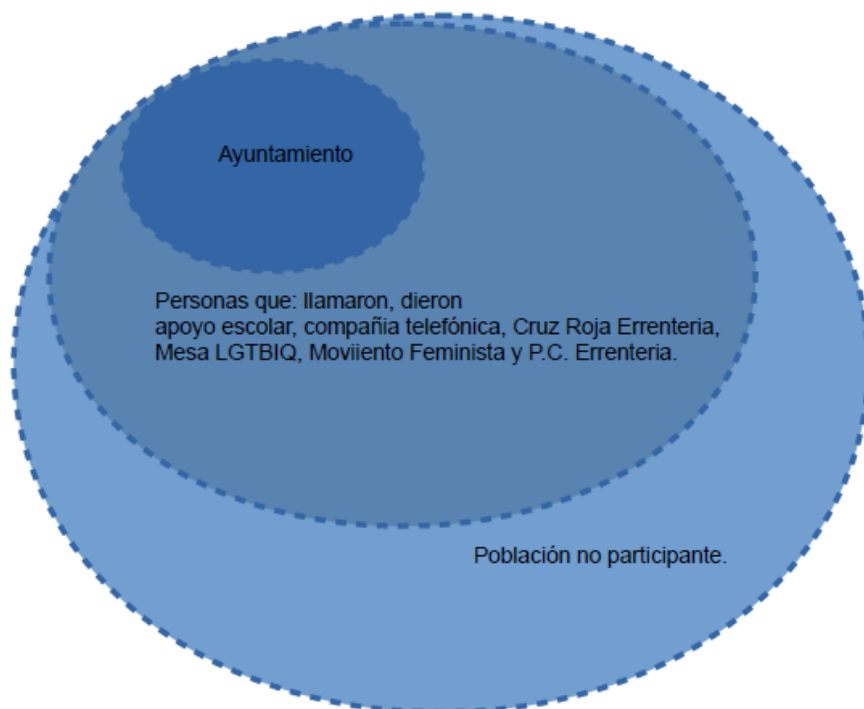 Ayuntamiento
Personas que: llamaron, dieron
apoyo escolar, compañia telefónica, Cruz Roja Errenteria,
Mesa LGTBIQ, Moviiento Feminista y P.C. Errenteria.
Población no participante.